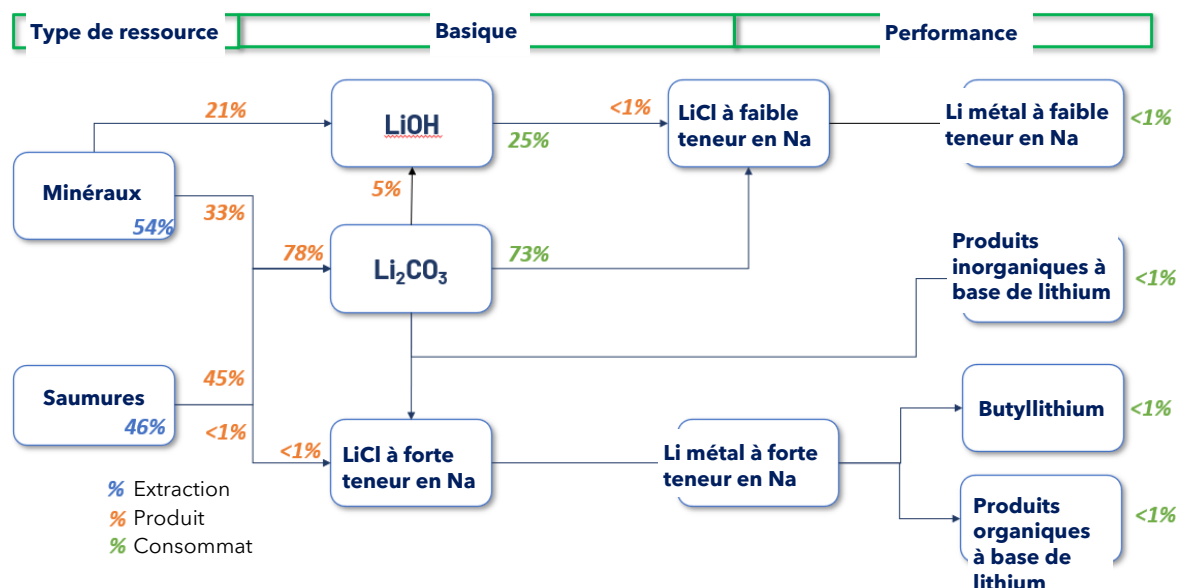 Type de ressource
Basique
Performance
21%
LiOH
<1%
25%
LiCl à faible
teneur en Na
Li métal à faible
teneur en Na
<1%
Minéraux
54%
33%
5%
78%
Li₂CO₃
73%
Produits
inorganiques à
base de lithium
<1%
Saumures
46%
45%
<1%
<1%
LiCl à forte
teneur en Na
Li métal à forte
teneur en Na
Butyllithium
<1%
Produits
organiques
à base de
lithium
<1%
% Extraction
% Produit
% Consommat